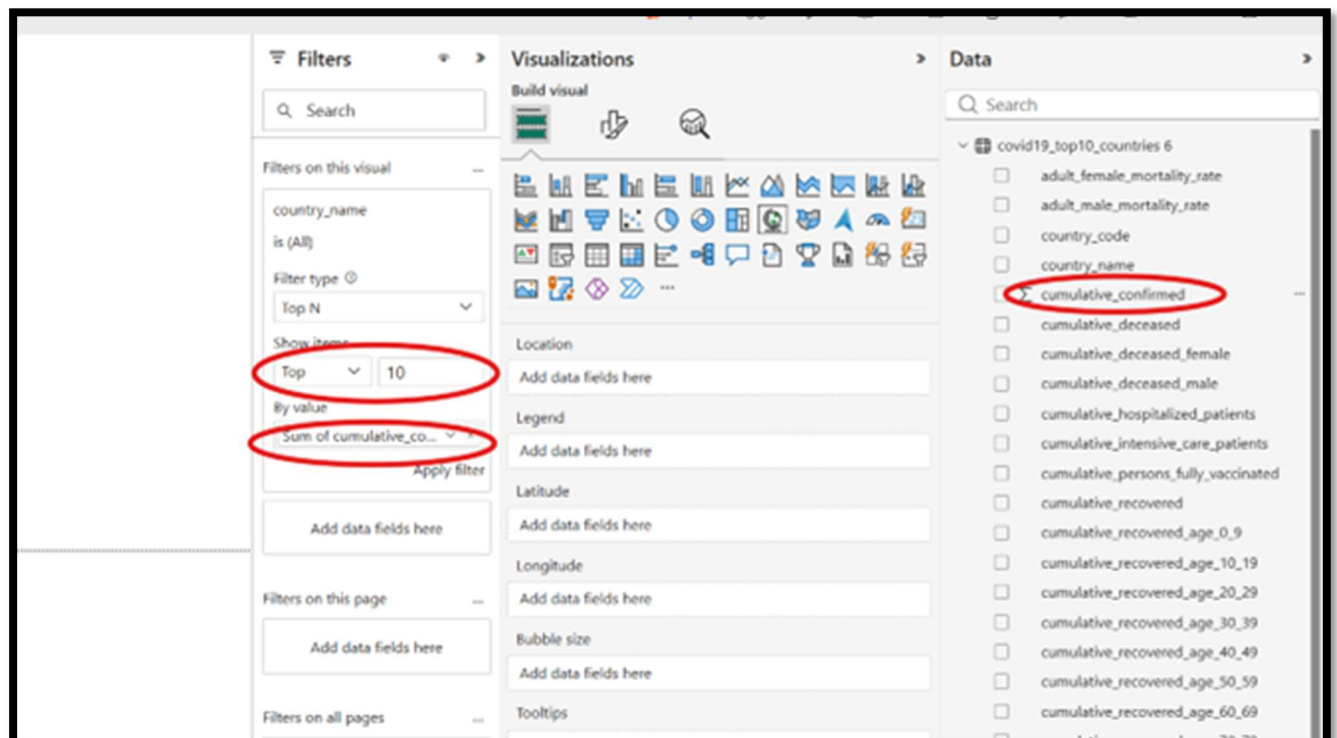 Filters
Search
Filters on this visual
country_name
is (All)
Filter type
Top N
Show items
Top 10
By value
Sum of cumulative_co...
Apply filter
Add data fields here
Filters on this page
Add data fields here
Filters on all pages
Visualizations
Build visual
Location
Add data fields here
Legend
Add data fields here
Latitude
Add data fields here
Longitude
Add data fields here
Bubble size
Add data fields here
Tooltips
Data
Search
covid19_top10_countries 6
adult_female_mortality_rate
adult_male_mortality_rate
country_code
country_name
cumulative_confirmed
cumulative_deceased
cumulative_deceased_female
cumulative_deceased_male
cumulative_hospitalized_patients
cumulative_intensive_care_patients
cumulative_persons_fully_vaccinated
cumulative_recovered
cumulative_recovered_age_0_9
cumulative_recovered_age_10_19
cumulative_recovered_age_20_29
cumulative_recovered_age_30_39
cumulative_recovered_age_40_49
cumulative_recovered_age_50_59
cumulative_recovered_age_60_69